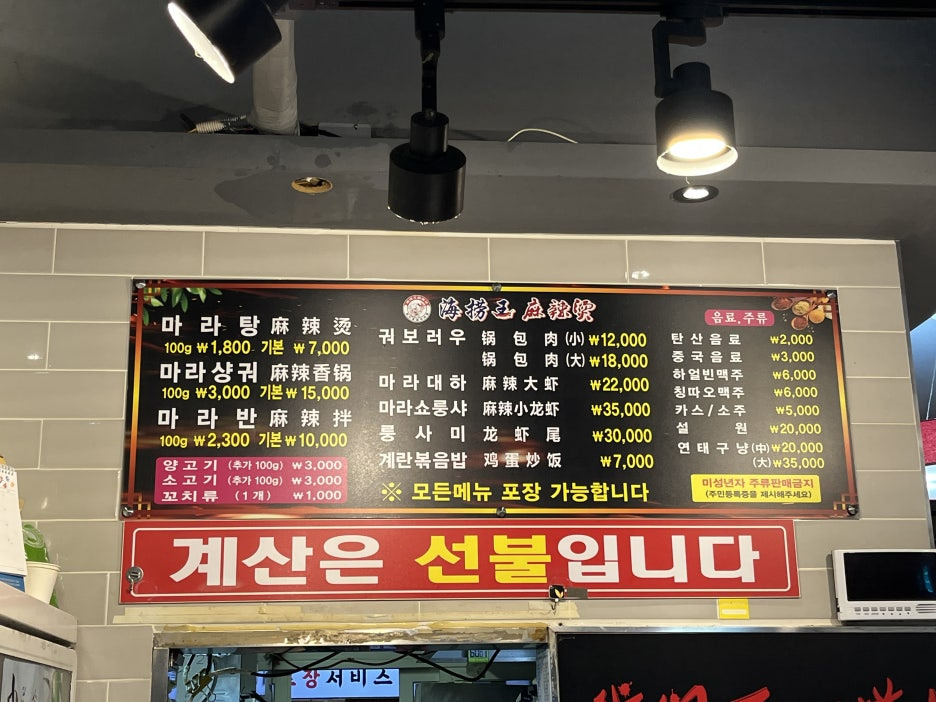 海捞王 麻辣烫
마라탕 麻辣烫
100g ₩1,800 기본 ₩7,000
마라샹궈 麻辣香锅
100g ₩3,000 기본 ₩15,000
마라반 麻辣拌
100g ₩2,300 기본 ₩10,000
양고기 (추가 100g) ₩3,000
소고기 (추가 100g) ₩3,000
꼬치류 (1개) ₩1,000
궈보러우 锅包肉 (小) ₩12,000
锅包肉 (大) ₩18,000
마라대하 麻辣大虾 ₩22,000
마라쇼룽샤 麻辣小龙虾 ₩35,000
룽사미 龙虾尾 ₩30,000
계란볶음밥 鸡蛋炒饭 ₩7,000
※ 모든메뉴 포장 가능합니다
음료,주류
탄산음료 ₩2,000
중국음료 ₩3,000
하얼빈맥주 ₩6,000
칭따오맥주 ₩6,000
카스/소주 ₩5,000
설원 ₩20,000
연태구냥 (中) ₩20,000
(大) ₩35,000
미성년자 주류판매금지
(주민등록증을 제시해주세요)
계산은 선불입니다
장서비스